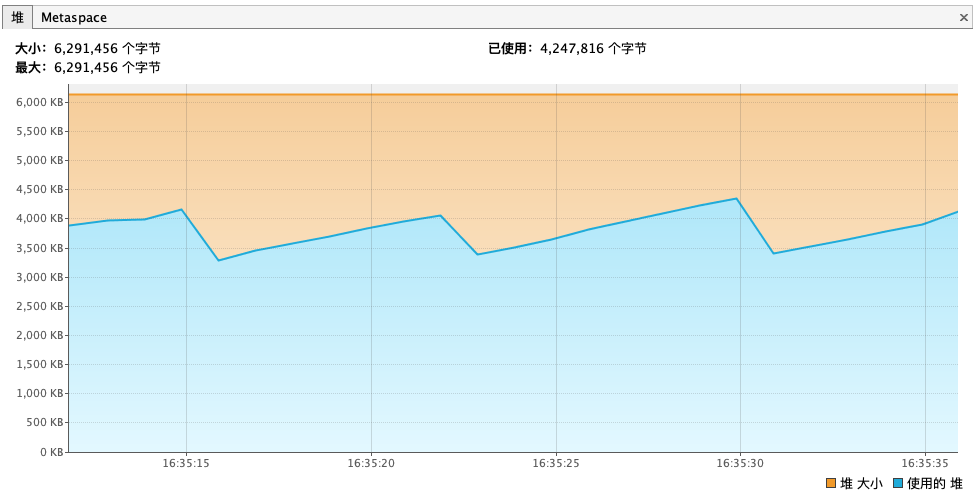 堆 Metaspace ×
大小: 6,291,456 个字节 已使用: 4,247,816 个字节
最大: 6,291,456 个字节
6,000 KB
5,500 KB
5,000 KB
4,500 KB
4,000 KB
3,500 KB
3,000 KB
2,500 KB
2,000 KB
1,500 KB
1,000 KB
500 KB
0 KB
16:35:15 16:35:20 16:35:25 16:35:30 16:35:35
堆 大小 使用的 堆